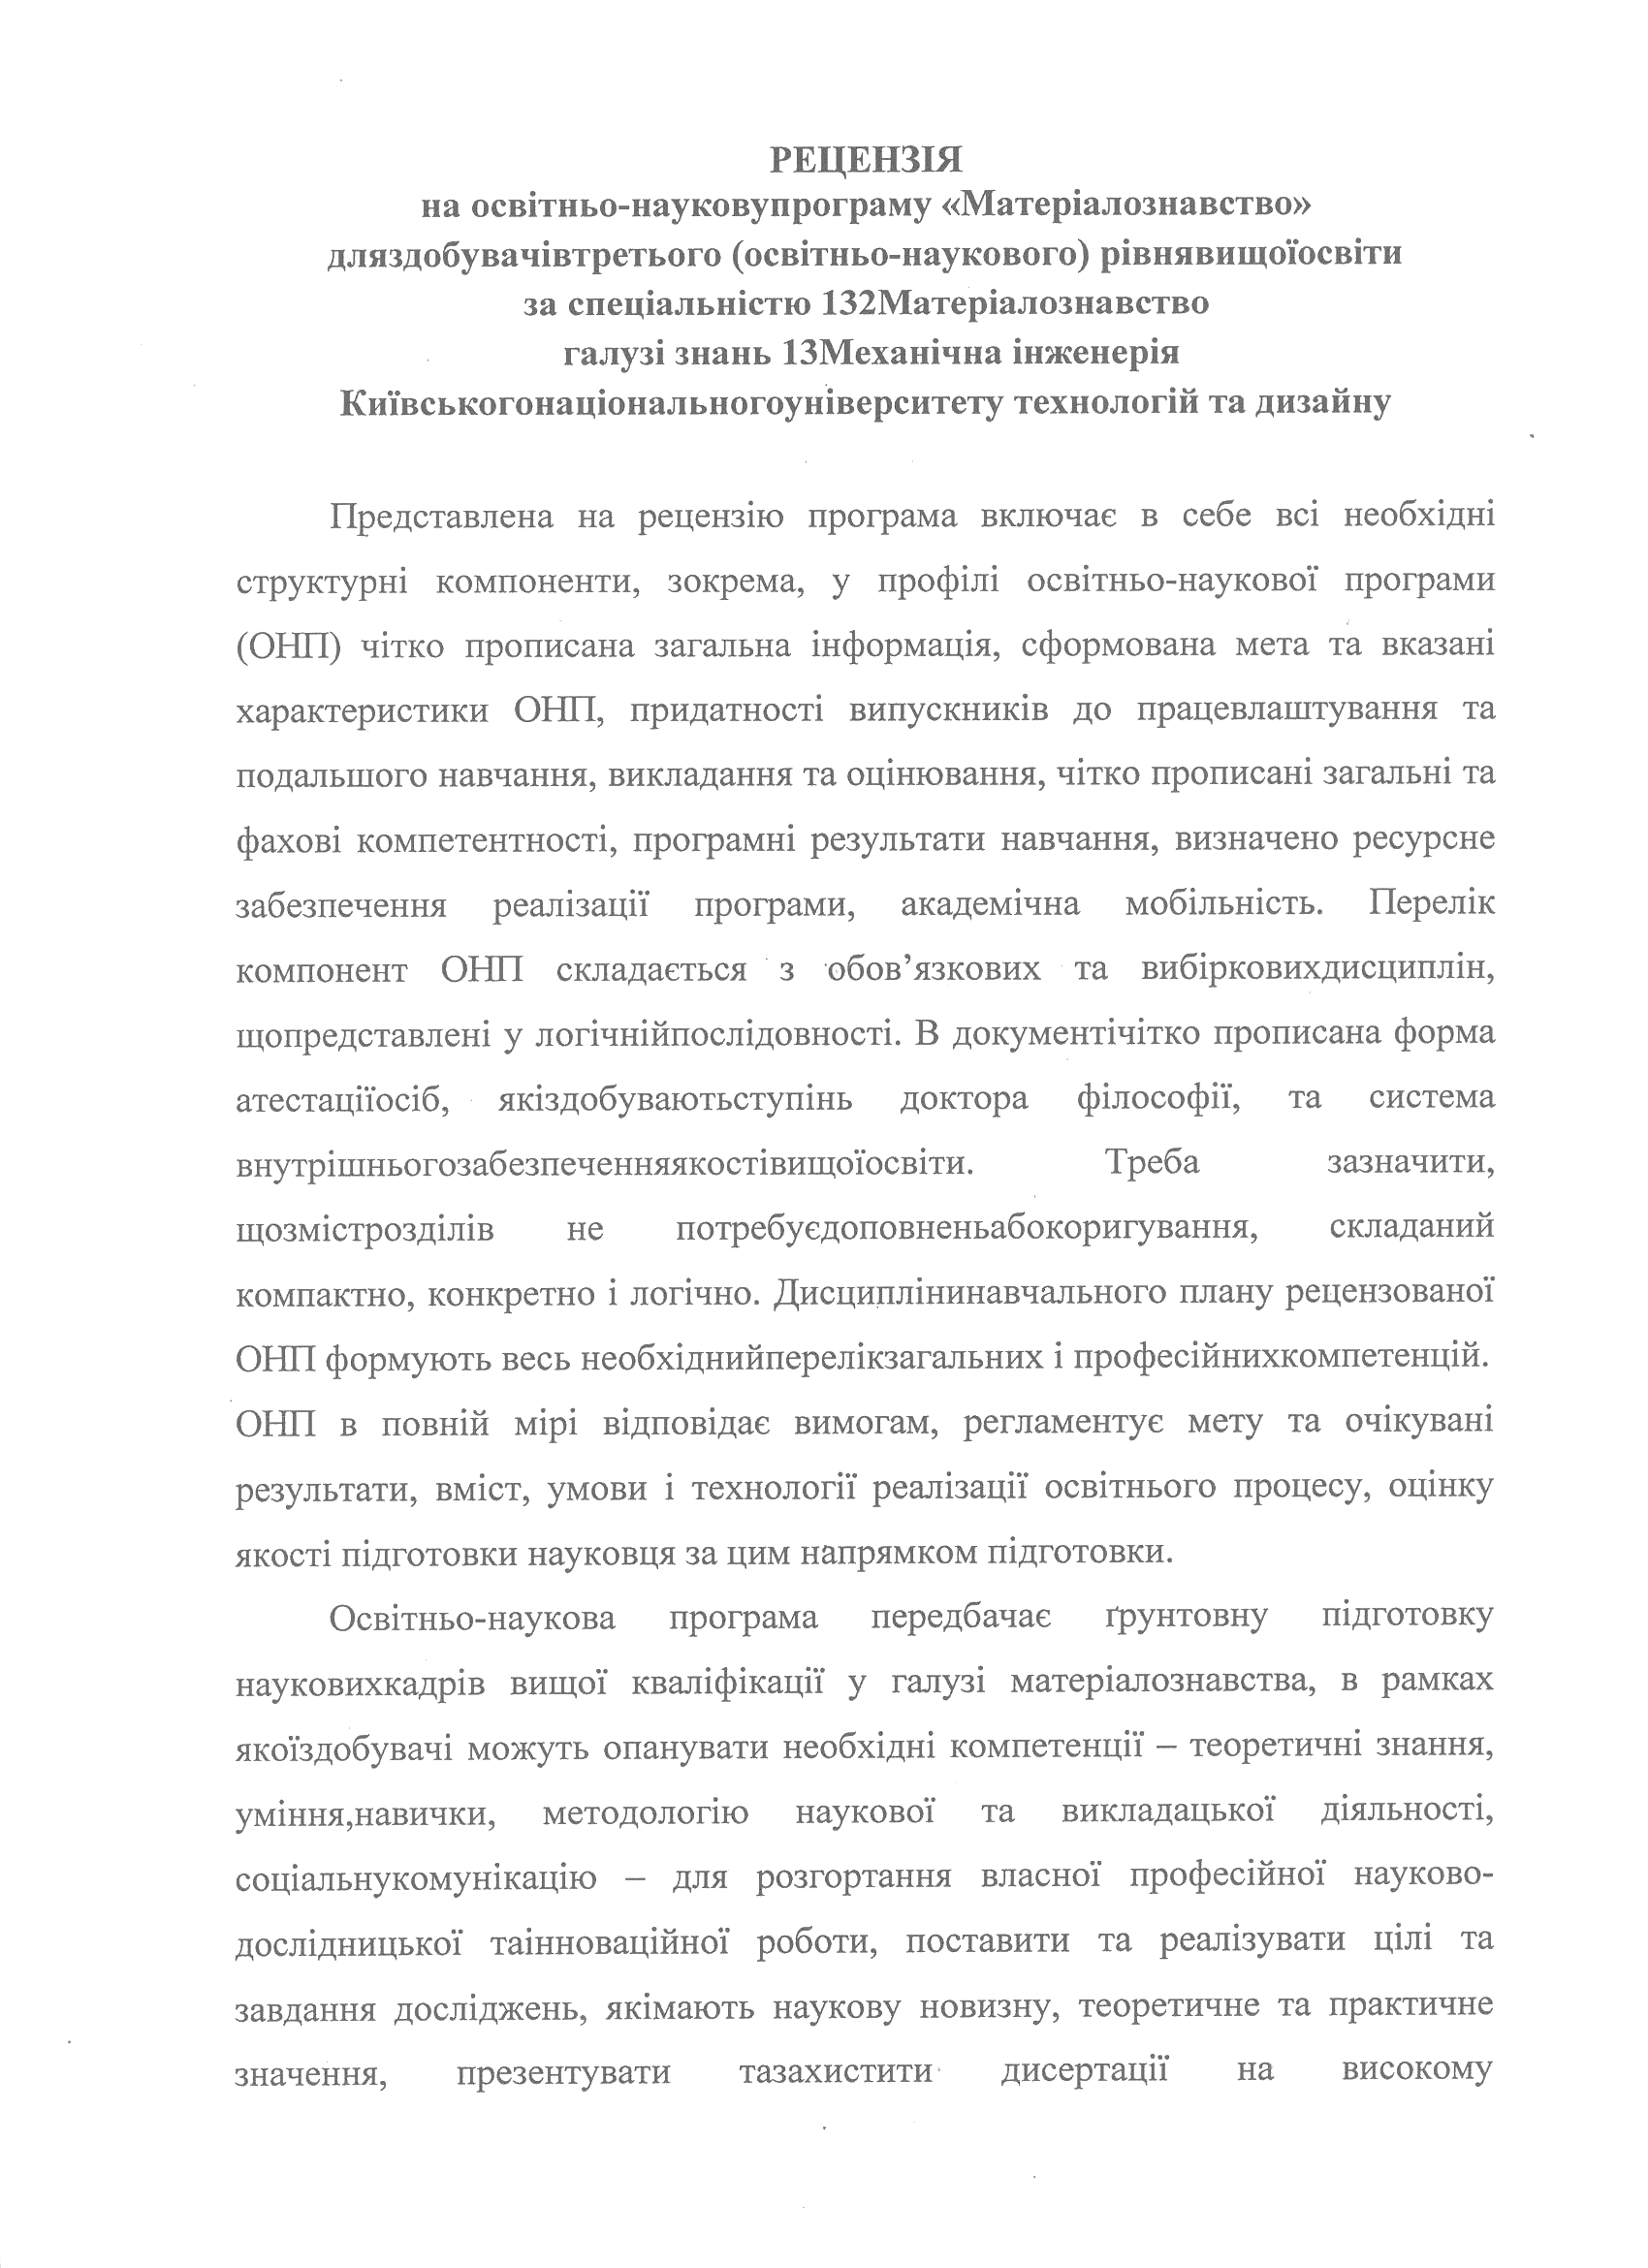 РЕЦЕНЗІЯ
на освітньо-науковупрограму «Матеріалознавство»
дляздобувачівтретього (освітньо-наукового) рівнявищоїосвіти
за спеціальністю 132Матеріалознавство
галузі знань 13Механічна інженерія
Київськогонаціональногоуніверситету технологій та дизайну
Представлена на рецензію програма включає в себе всі необхідні
структурні компоненти, зокрема, у профілі освітньо-наукової програми
(ОНП) чітко прописана загальна інформація, сформована мета та вказані
характеристики ОНП, придатності випускників до працевлаштування та
подальшого навчання, викладання та оцінювання, чітко прописані загальні та
фахові компетентності, програмні результати навчання, визначено ресурсне
забезпечення реалізації програми, академічна мобільність. Перелік
компонент ОНП складається з обов’язкових та вибірковихдисциплін,
щопредставлені у логічнійпослідовності. В документічітко прописана форма
атестаціїосіб, якіздобуваютьступінь доктора філософії, та система
внутрішньогозабезпеченняякостівищоїосвіти. Треба зазначити,
щозмістрозділів не потребуєдоповненьабокоригування, складаний
компактно, конкретно і логічно. Дисциплінинавчального плану рецензованої
ОНП формують весь необхіднийперелікзагальних і професійнихкомпетенцій.
ОНП в повній мірі відповідає вимогам, регламентує мету та очікувані
результати, вміст, умови і технології реалізації освітнього процесу, оцінку
якості підготовки науковця за цим напрямком підготовки.
Освітньо-наукова програма передбачає ґрунтовну підготовку
науковихкадрів вищої кваліфікації у галузі матеріалознавства, в рамках
якоїздобувачі можуть опанувати необхідні компетенції – теоретичні знання,
уміння,навички, методологію наукової та викладацької діяльності,
соціальнукомунікацію – для розгортання власної професійної науково-
дослідницької таінноваційної роботи, поставити та реалізувати цілі та
завдання досліджень, якімають наукову новизну, теоретичне та практичне
значення, презентувати тазахистити дисертації на високому